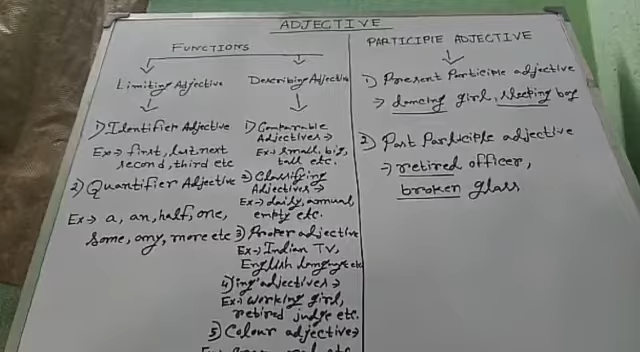 ADJECTIVE
FUNCTIONS
Limiting Adjective
1) Identifier Adjective
Ex→ first, last, next
second, third etc
2) Quantifier Adjective
Ex→ a, an, half, one,
some, any, more etc
Describing Adjective
1) Comparable
Adjectives→
Ex→ small, big,
tall etc.
2) Classifying
Adjectives→
Ex→ daily, annual,
empty etc.
3) Proper adjective
Ex→ Indian TV,
English language etc
4) 'ing' adjectives→
Ex→ working girl,
retired judge etc.
5) Colour adjective→
PARTICIPLE ADJECTIVE
1) Present Participle adjective
→ dancing girl, sleeping boy
2) Past Participle adjective
→ retired officer,
broken glass